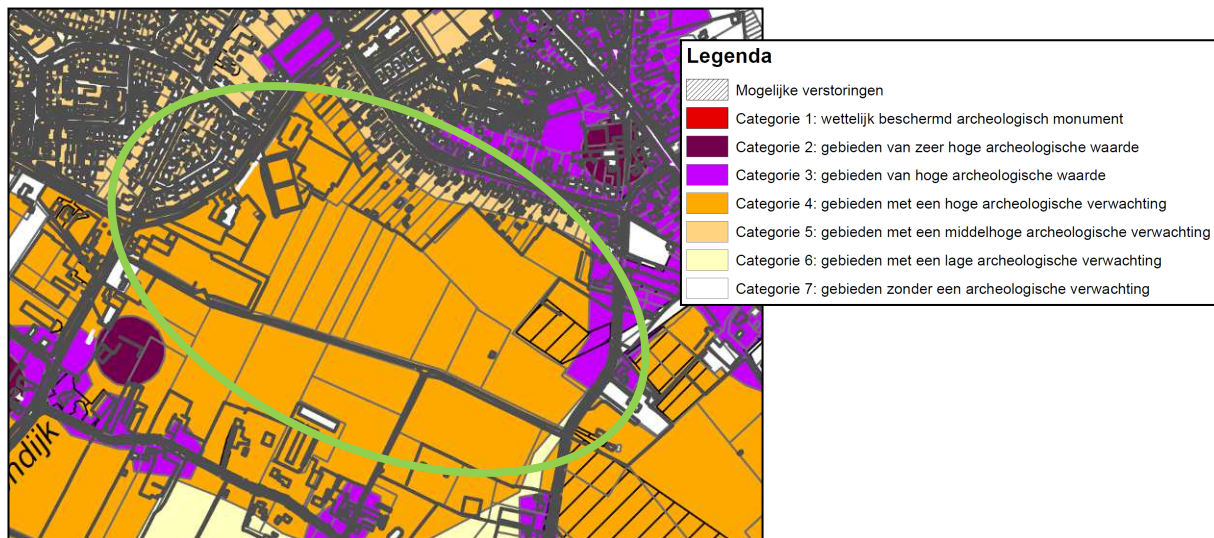 Legenda
Mogelijke verstoringen
Categorie 1: wettelijk beschermd archeologisch monument
Categorie 2: gebieden van zeer hoge archeologische waarde
Categorie 3: gebieden van hoge archeologische waarde
Categorie 4: gebieden met een hoge archeologische verwachting
Categorie 5: gebieden met een middelhoge archeologische verwachting
Categorie 6: gebieden met een lage archeologische verwachting
Categorie 7: gebieden zonder een archeologische verwachting
ndijk